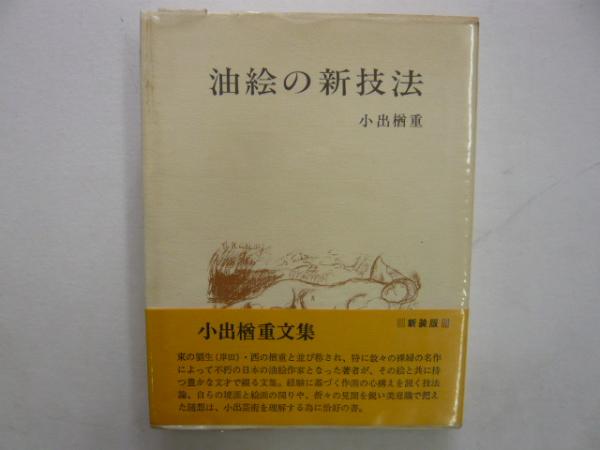 油絵の新技法
小出楢重
小出楢重文集
新装版
東の劉生(岸田)・西の楢重と並び称され、特に数々の裸婦の名作
によって不朽の日本の油絵作家となった著者が、その絵と共に持
つ豊かな文才で綴る文集。経験に基づく作画の心構えを説く技法
論、自らの境涯と絵画の関りや、折々の見聞を鋭い美意識で捉え
た随想は、小出芸術を理解する為に恰好の書。